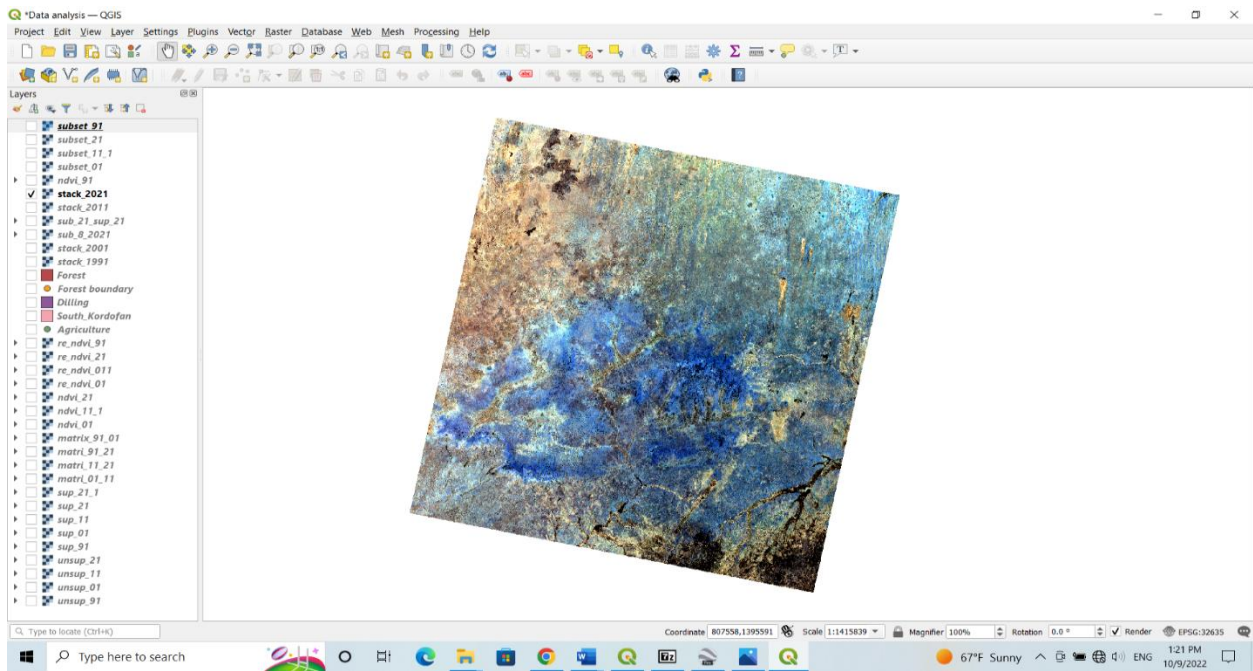 *Data analysis — QGIS
Project Edit View Layer Settings Plugins Vector Raster Database Web Mesh Processing Help
Layers
subset_91
subset_21
subset_11_1
subset_01
ndvi_91
stack_2021
stack_2011
sub_21_sup_21
sub_8_2021
stack_2001
stack_1991
Forest
Forest boundary
Dilling
South_Kordofan
Agriculture
re_ndvi_91
re_ndvi_21
re_ndvi_011
re_ndvi_01
ndvi_21
ndvi_11_1
ndvi_01
matrix_91_01
matri_91_21
matri_11_21
matri_01_11
sup_21_1
sup_21
sup_11
sup_01
sup_91
unsup_21
unsup_11
unsup_01
unsup_91
Type to locate (Ctrl+K) Coordinate 807558,1395591 Scale 1:1415839 Magnifier 100% Rotation 0.0 ° Render EPSG:32635
Type here to search 67°F Sunny ENG 1:21 PM
10/9/2022